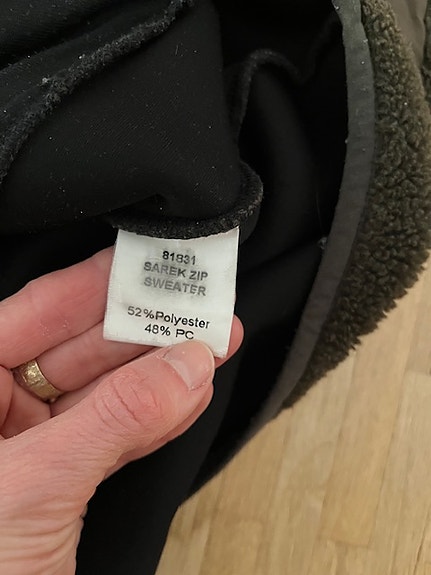 81831
SAREK ZIP
SWEATER
52%Polyester
48% PC